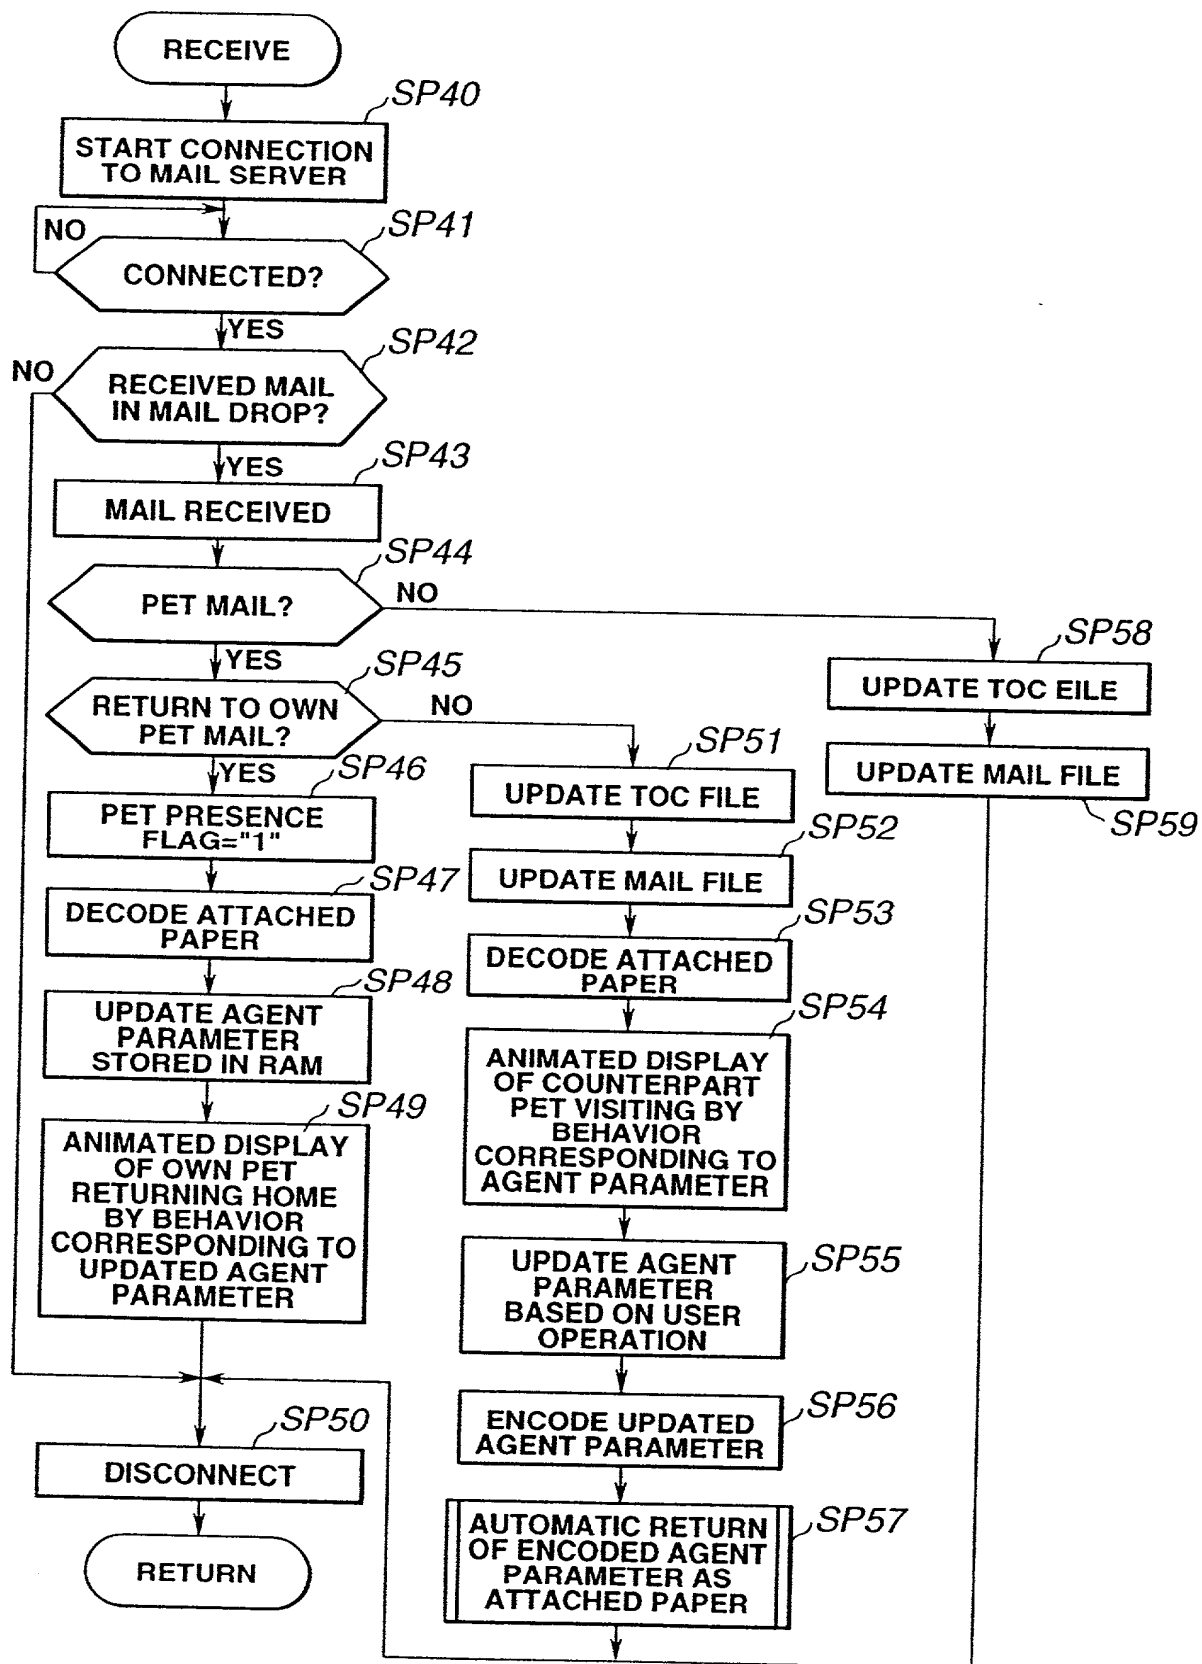 RECEIVE
SP40
START CONNECTION
TO MAIL SERVER
NO
SP41
CONNECTED?
YES
SP42
NO
RECEIVED MAIL
IN MAIL DROP?
YES
SP43
MAIL RECEIVED
SP44
PET MAIL?
NO
YES
SP45
RETURN TO OWN
PET MAIL?
NO
YES
SP46
PET PRESENCE
FLAG="1"
SP47
DECODE ATTACHED
PAPER
SP48
UPDATE AGENT
PARAMETER
STORED IN RAM
SP49
ANIMATED DISPLAY
OF OWN PET
RETURNING HOME
BY BEHAVIOR
CORRESPONDING TO
UPDATED AGENT
PARAMETER
SP50
DISCONNECT
RETURN
SP51
UPDATE TOC FILE
SP52
UPDATE MAIL FILE
SP53
DECODE ATTACHED
PAPER
SP54
ANIMATED DISPLAY
OF COUNTERPART
PET VISITING BY
BEHAVIOR
CORRESPONDING TO
AGENT PARAMETER
SP55
UPDATE AGENT
PARAMETER
BASED ON USER
OPERATION
SP56
ENCODE UPDATED
AGENT PARAMETER
SP57
AUTOMATIC RETURN
OF ENCODED AGENT
PARAMETER AS
ATTACHED PAPER
SP58
UPDATE TOC EILE
UPDATE MAIL FILE
SP59